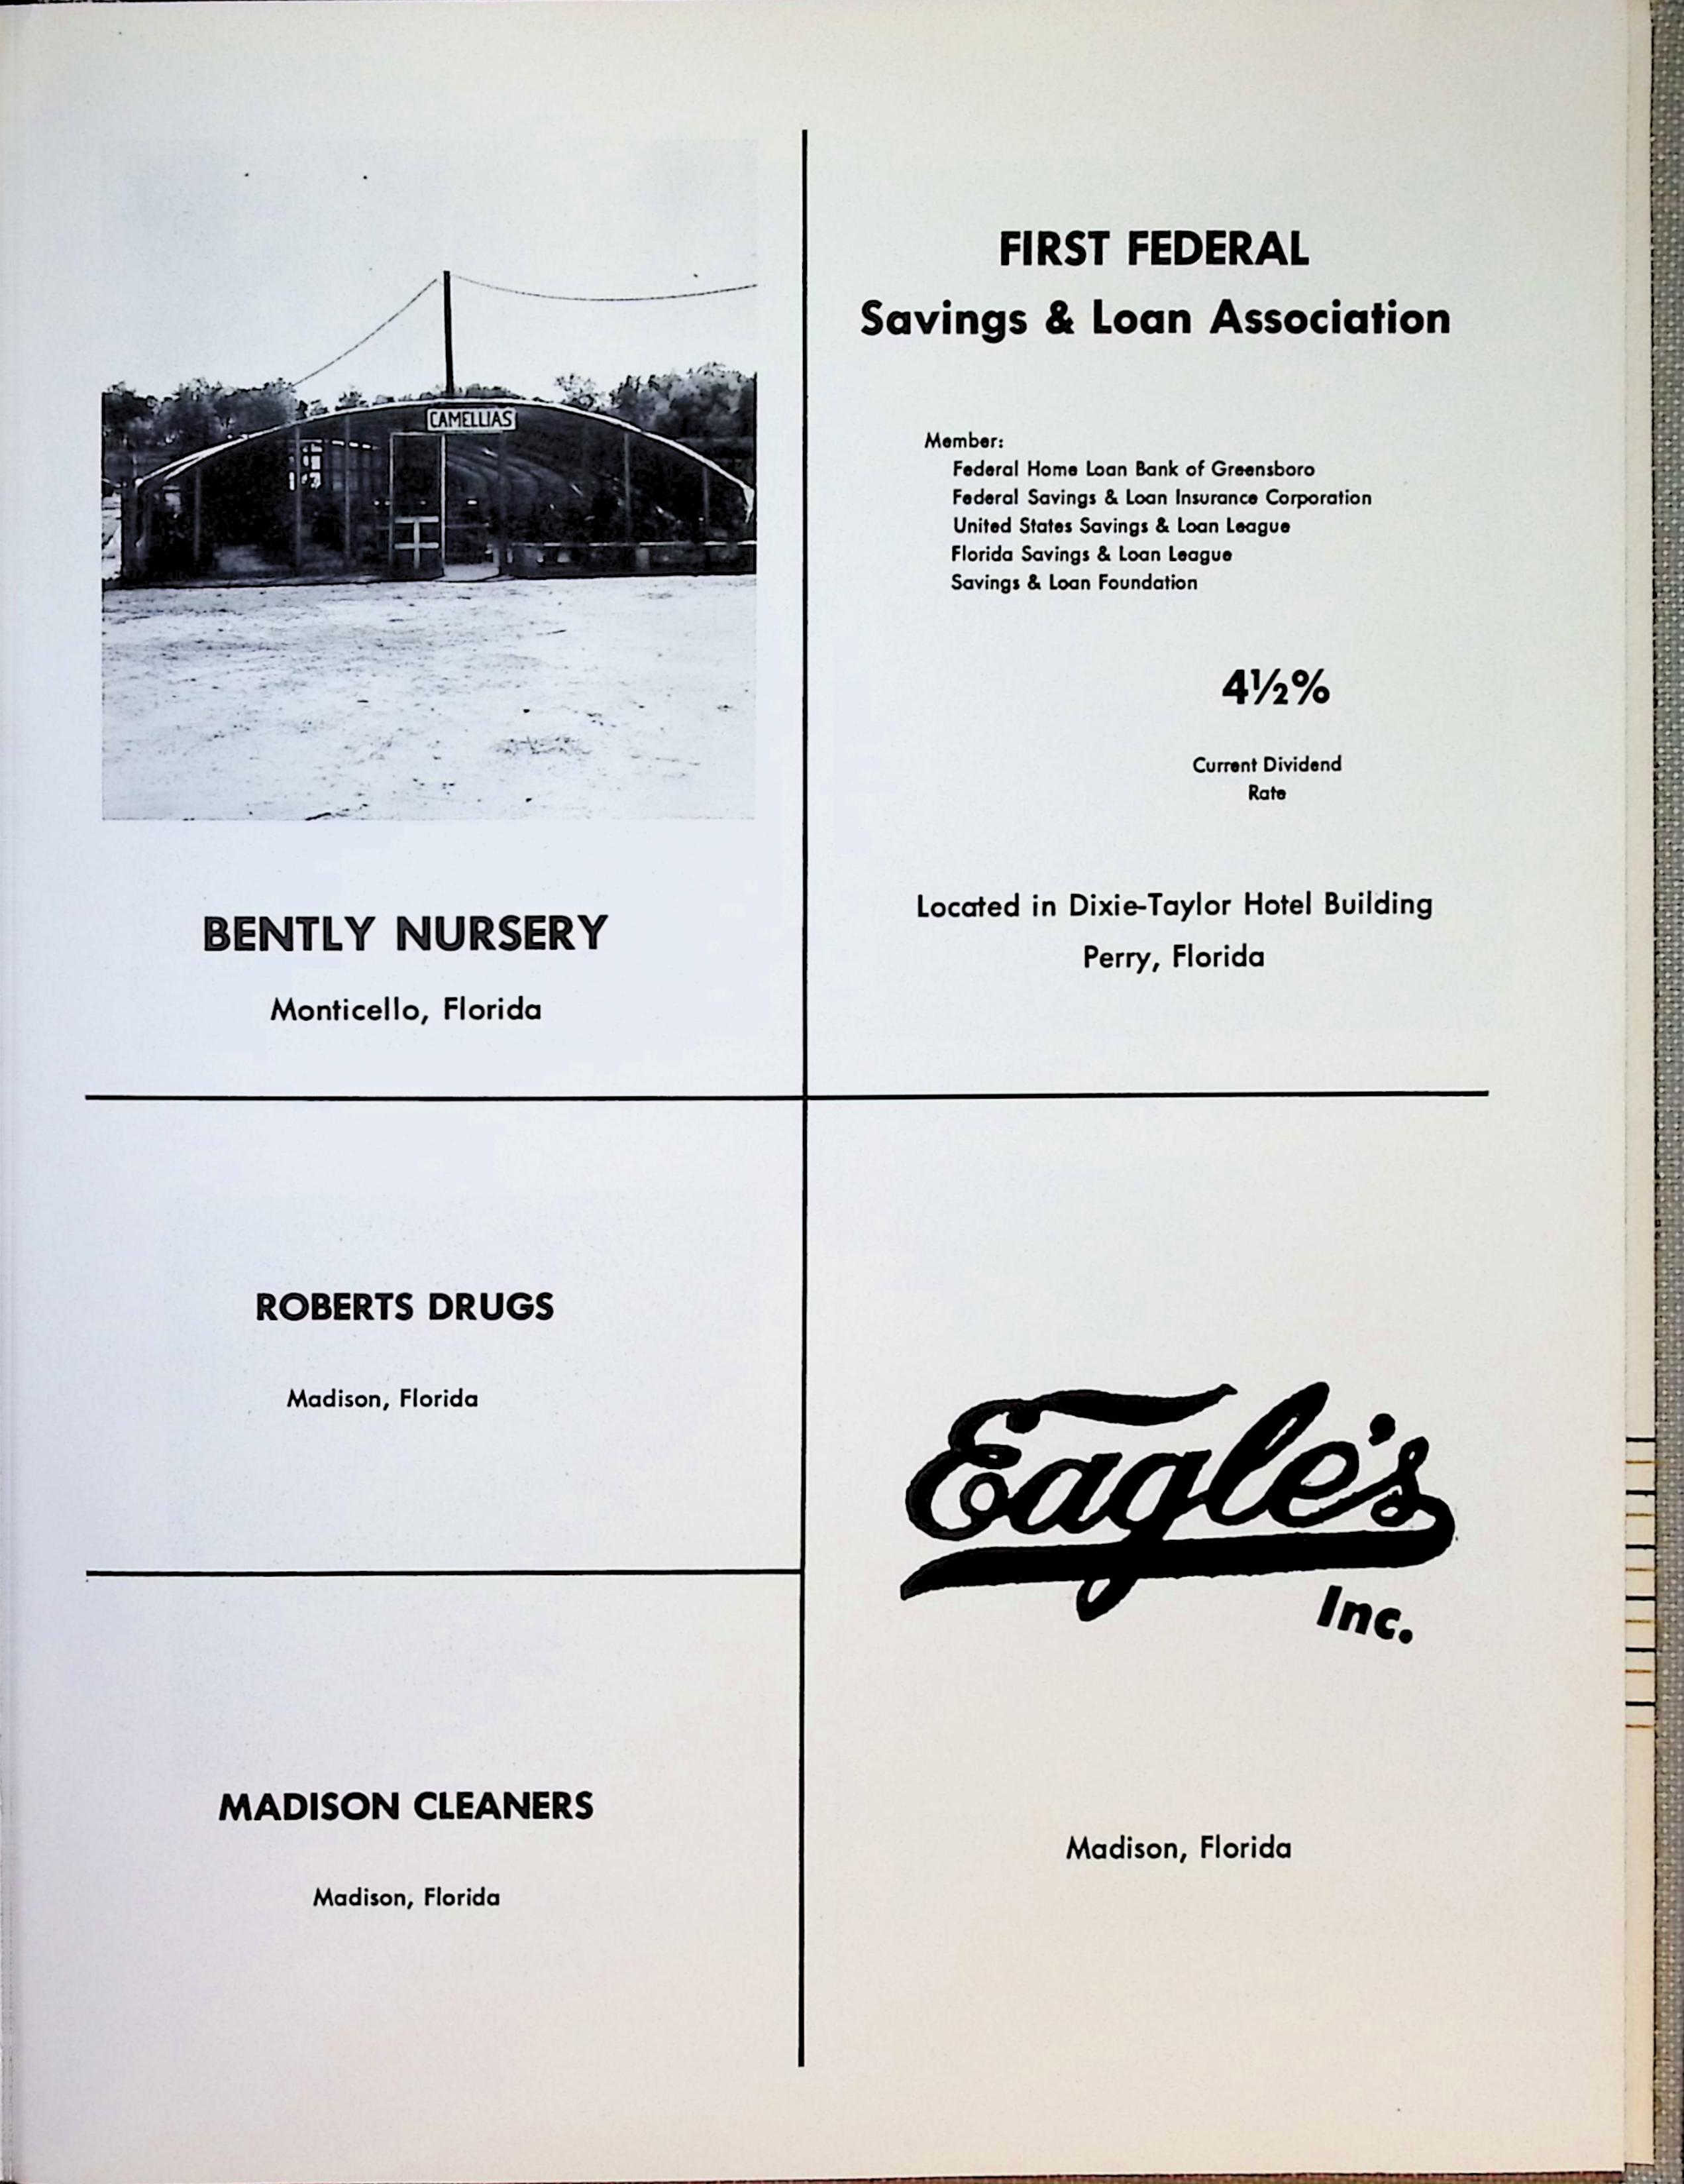 CAMELLIAS
BENTLY NURSERY
Monticello, Florida
FIRST FEDERAL
Savings & Loan Association
Member:
Federal Home Loan Bank of Greensboro
Federal Savings & Loan Insurance Corporation
United States Savings & Loan League
Florida Savings & Loan League
Savings & Loan Foundation
4½%
Current Dividend
Rate
Located in Dixie-Taylor Hotel Building
Perry, Florida
ROBERTS DRUGS
Madison, Florida
MADISON CLEANERS
Madison, Florida
Eagle's
Inc.
Madison, Florida